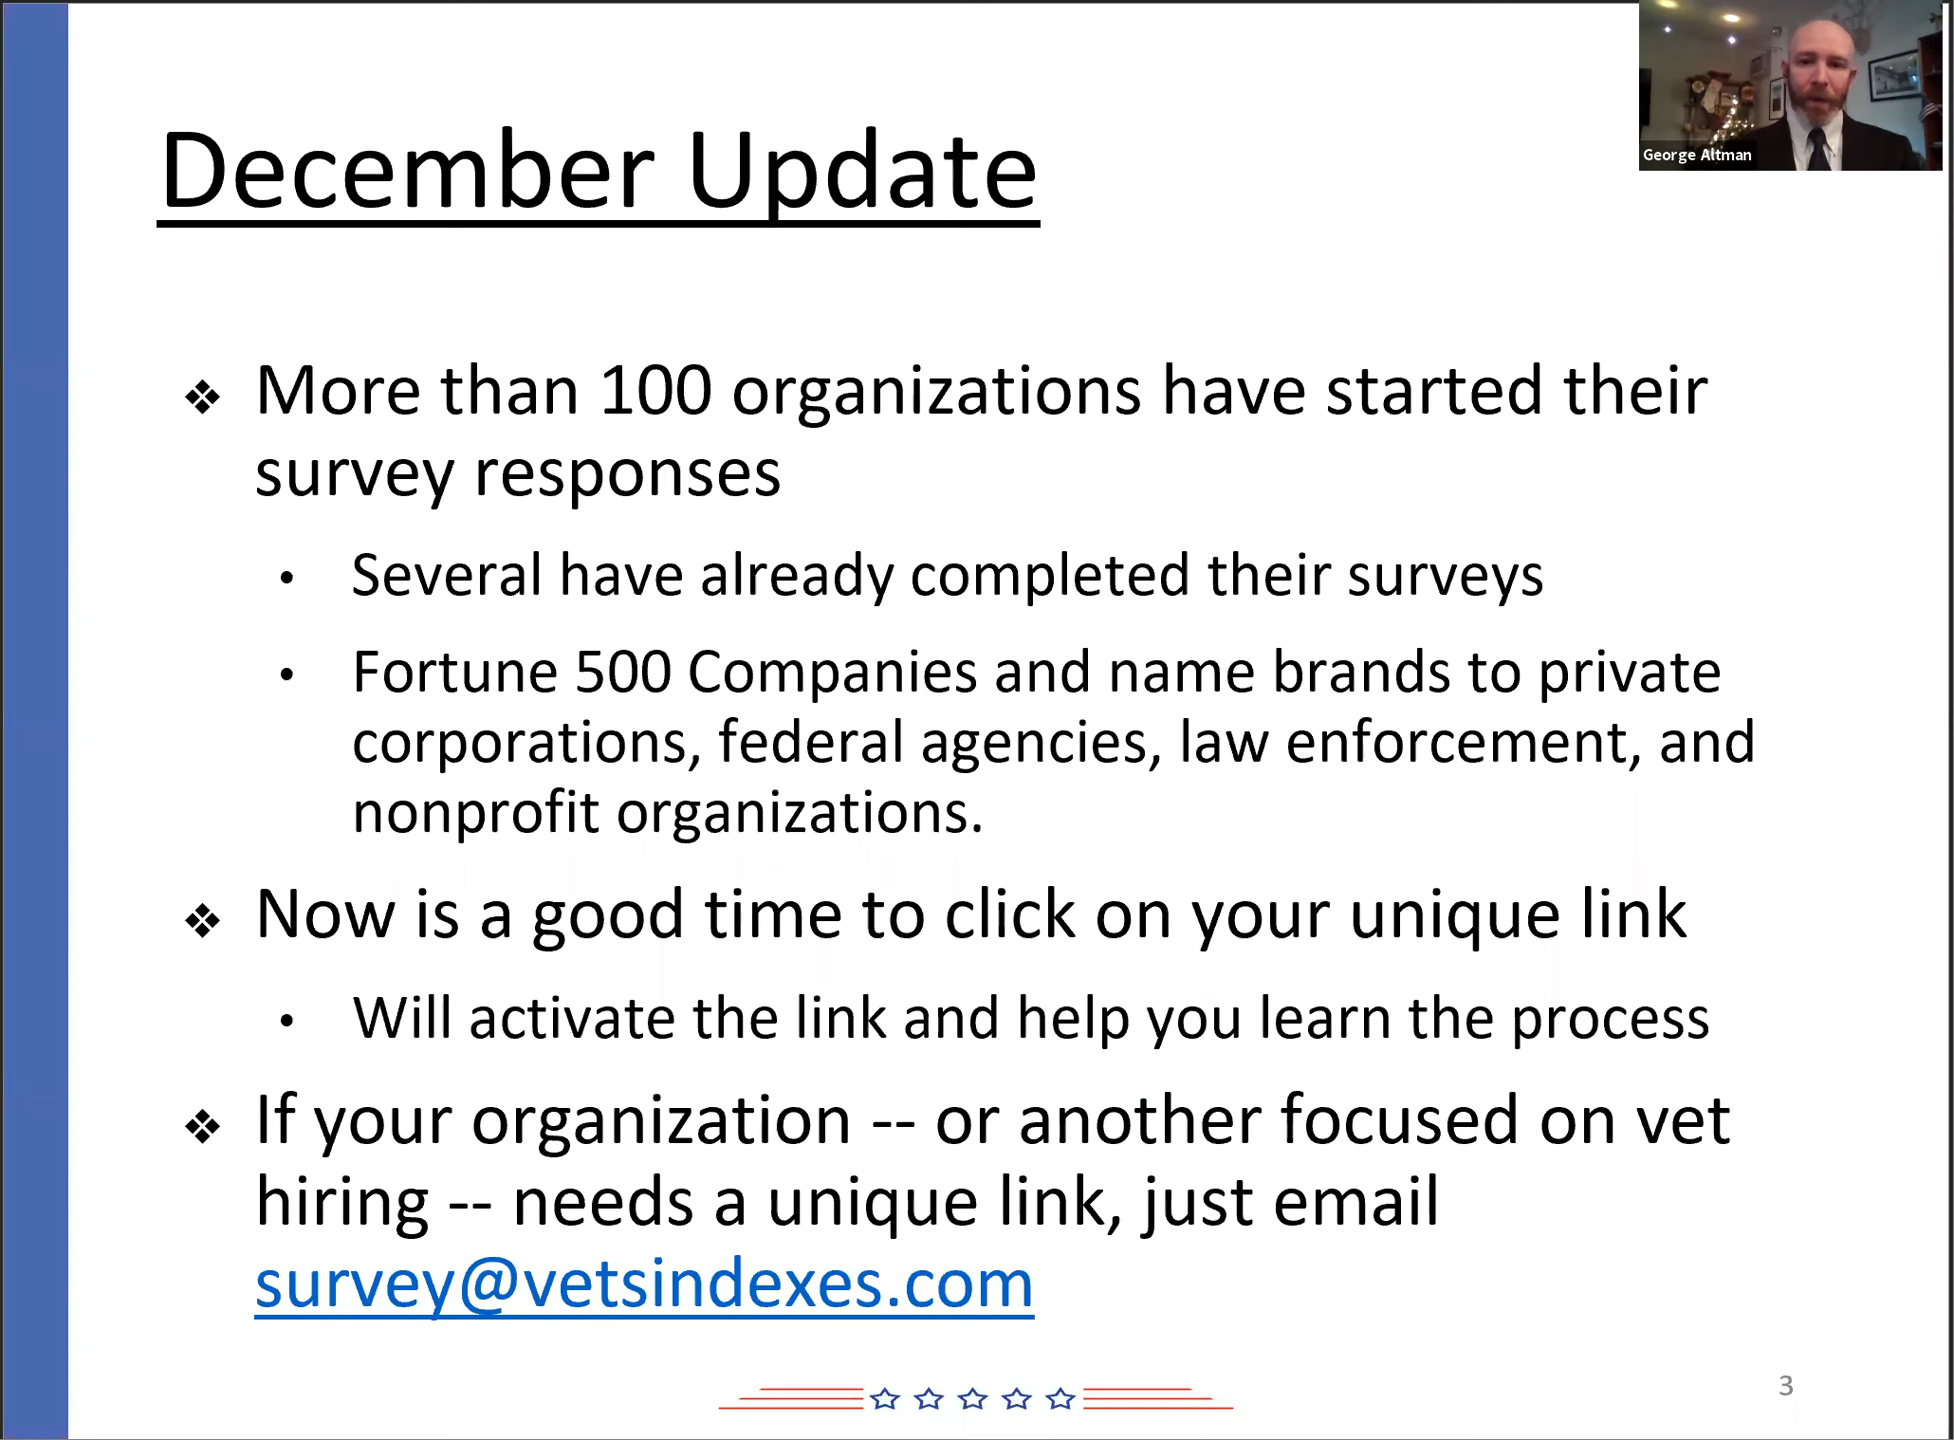 George Altman
December Update
❖ More than 100 organizations have started their
survey responses
• Several have already completed their surveys
• Fortune 500 Companies and name brands to private
corporations, federal agencies, law enforcement, and
nonprofit organizations.
❖ Now is a good time to click on your unique link
• Will activate the link and help you learn the process
❖ If your organization -- or another focused on vet
hiring -- needs a unique link, just email
survey@vetsindexes.com
3